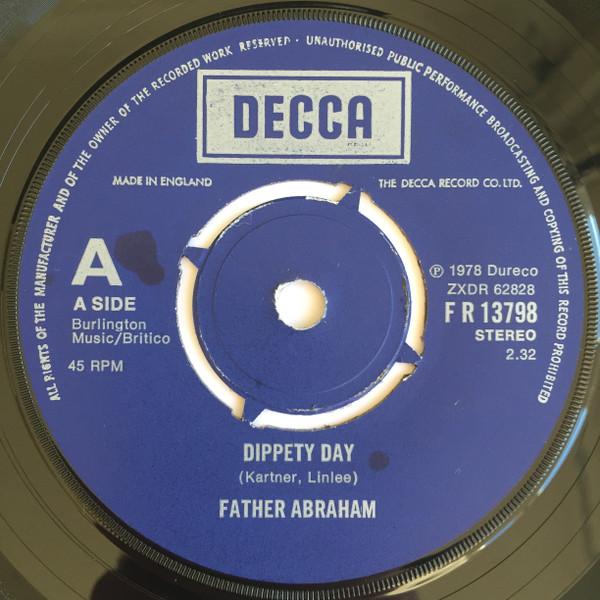 ALL RIGHTS OF THE MANUFACTURER AND OF THE OWNER OF THE RECORDED WORK RESERVED · UNAUTHORISED PUBLIC PERFORMANCE BROADCASTING AND COPYING OF THIS RECORD PROHIBITED
DECCA
MADE IN ENGLAND
THE DECCA RECORD CO. LTD.
A
A SIDE
Burlington
Music/Britico
45 RPM
Ⓟ 1978 Dureco
ZXDR 62828
F R 13798
STEREO
2.32
DIPPETY DAY
(Kartner, Linlee)
FATHER ABRAHAM